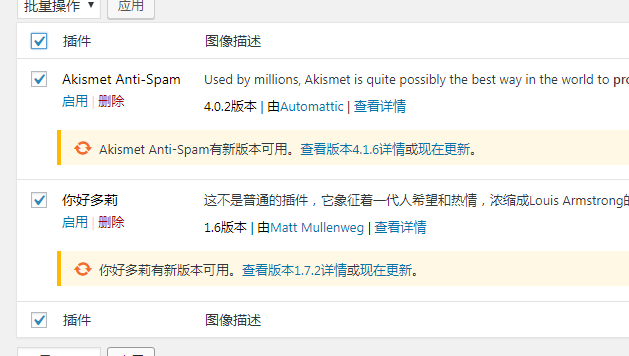 批量操作 应用
插件 图像描述
Akismet Anti-Spam Used by millions, Akismet is quite possibly the best way in the world to pro
启用 | 删除
4.0.2版本 | 由Automattic | 查看详情
Akismet Anti-Spam有新版本可用。查看版本4.1.6详情或现在更新。
你好多莉 这不是普通的插件，它象征着一代人希望和热情，浓缩成Louis Armstrong的
启用 | 删除
1.6版本 | 由Matt Mullenweg | 查看详情
你好多莉有新版本可用。查看版本1.7.2详情或现在更新。
插件 图像描述